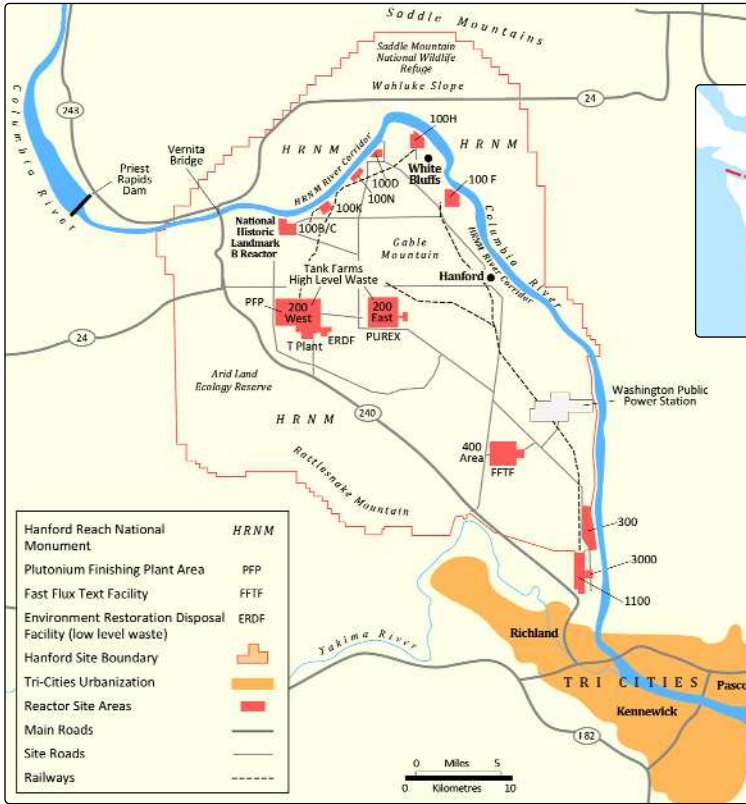 Saddle Mountains
Saddle Mountain
National Wildlife
Refuge
Wahluke Slope
24
243
Columbia River
Priest
Rapids
Dam
Vernita
Bridge
HRNM
HRNM River Corridor
100H
HRNM
White
Bluffs
100D
100N
100K
100 F
National
Historic
Landmark
B Reactor
100B/C
Gable
Mountain
Columbia River
HRNM River Corridor
Hanford
Tank Farms
High Level Waste
PFP
200
West
200
East
T Plant
ERDF
PUREX
24
Arid Land
Ecology Reserve
HRNM
240
Rattlesnake Mountain
Washington Public
Power Station
400
Area
FFTF
300
3000
1100
Hanford Reach National
Monument
HRNM
Plutonium Finishing Plant Area PFP
Fast Flux Text Facility FFTF
Environment Restoration Disposal
Facility (low level waste)
ERDF
Hanford Site Boundary
Tri-Cities Urbanization
Reactor Site Areas
Main Roads
Site Roads
Railways
Yakima River
Richland
TRI CITIES
Pasco
Kennewick
I 82
0 Miles 5
0 Kilometres 10